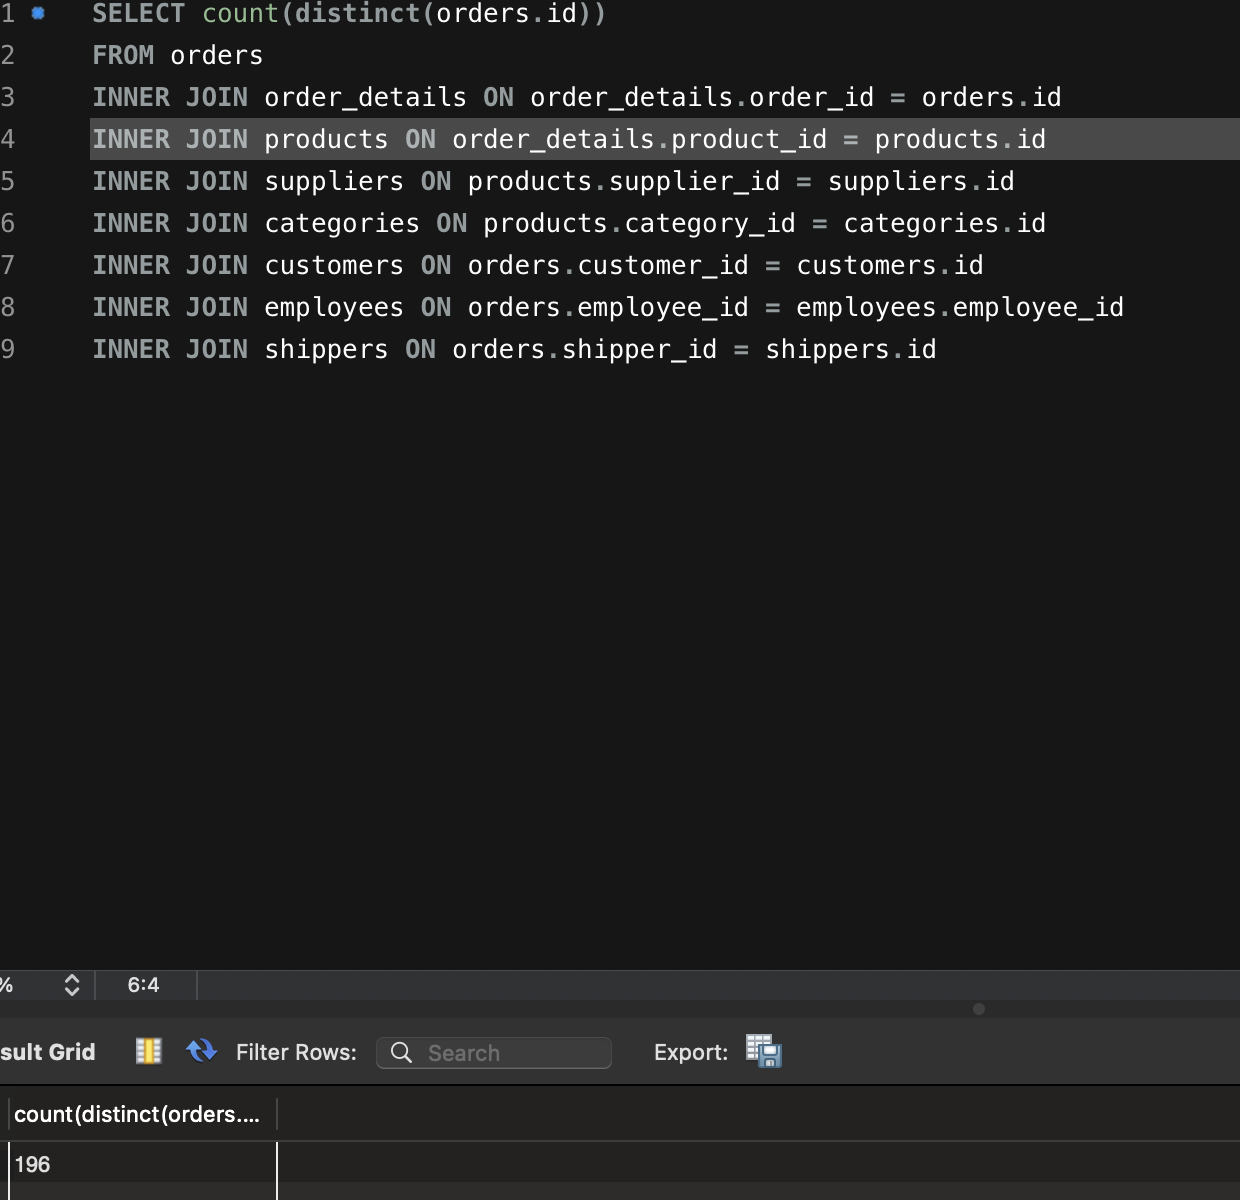 1 SELECT count(distinct(orders.id))
2 FROM orders
3 INNER JOIN order_details ON order_details.order_id = orders.id
4 INNER JOIN products ON order_details.product_id = products.id
5 INNER JOIN suppliers ON products.supplier_id = suppliers.id
6 INNER JOIN categories ON products.category_id = categories.id
7 INNER JOIN customers ON orders.customer_id = customers.id
8 INNER JOIN employees ON orders.employee_id = employees.employee_id
9 INNER JOIN shippers ON orders.shipper_id = shippers.id
% 6:4
sult Grid Filter Rows: Search Export:
count(distinct(orders....
196